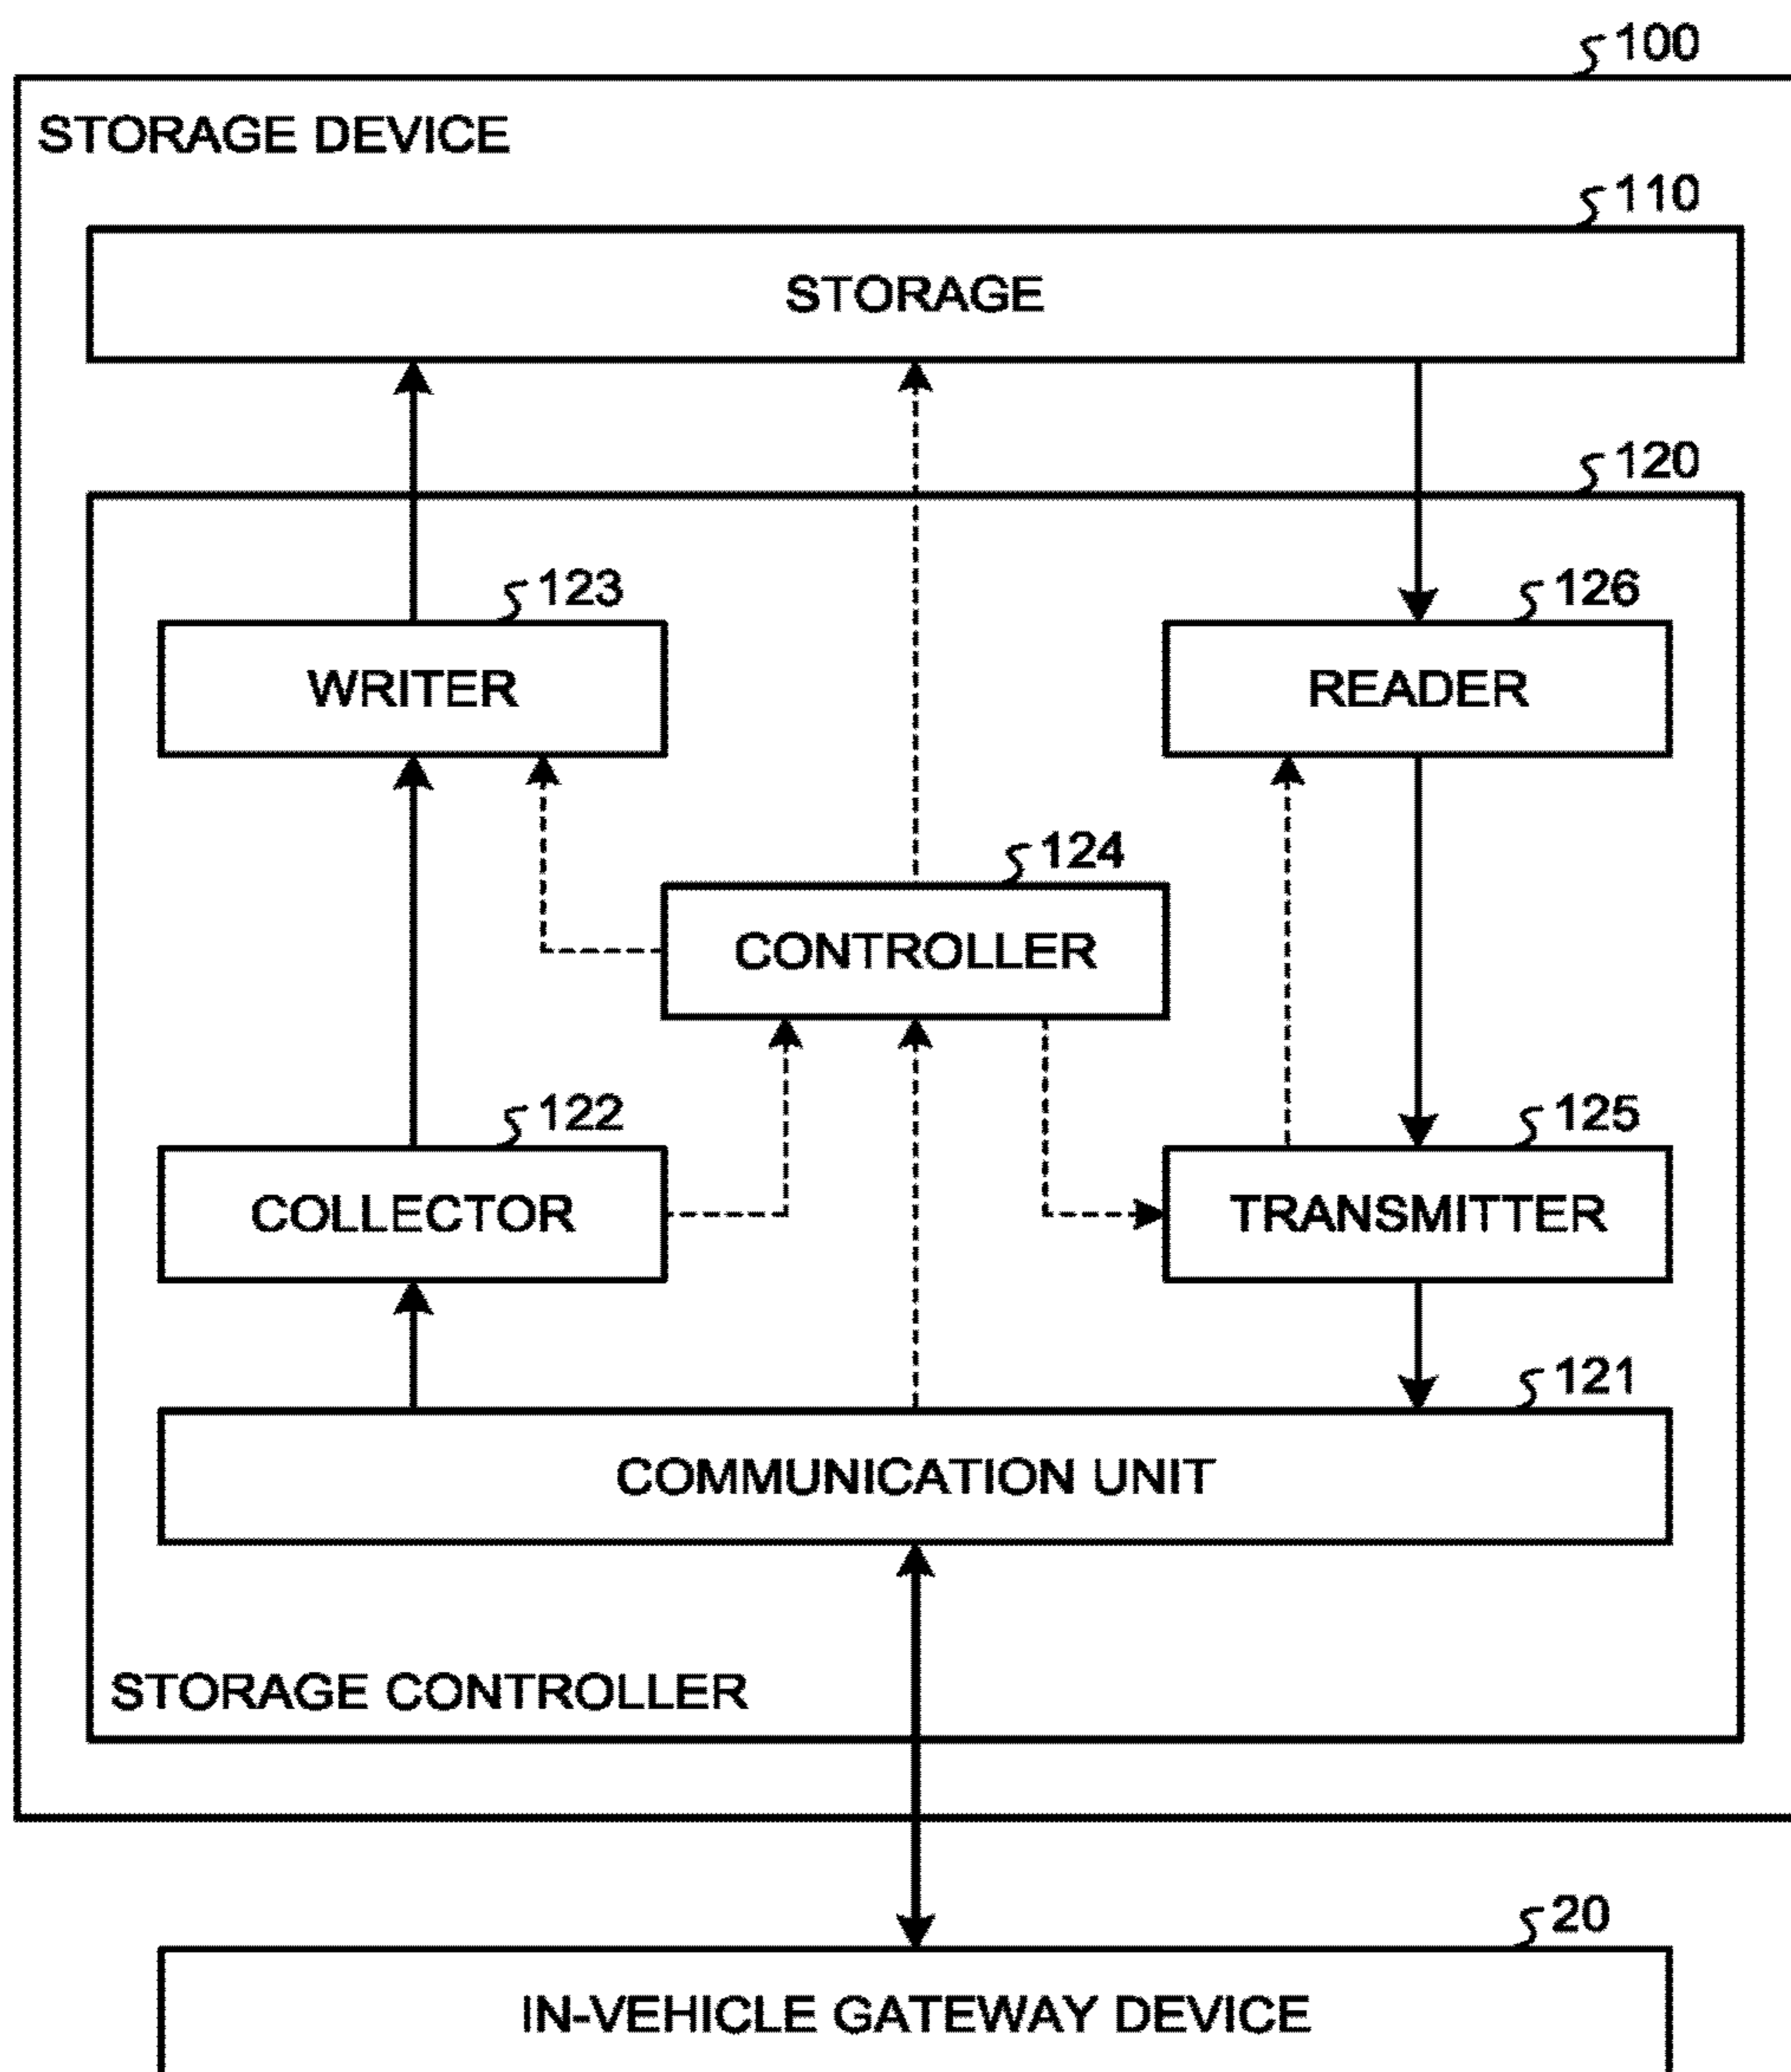 100
STORAGE DEVICE
110
STORAGE
120
123
126
WRITER
READER
124
CONTROLLER
122
125
COLLECTOR
TRANSMITTER
121
COMMUNICATION UNIT
STORAGE CONTROLLER
20
IN-VEHICLE GATEWAY DEVICE